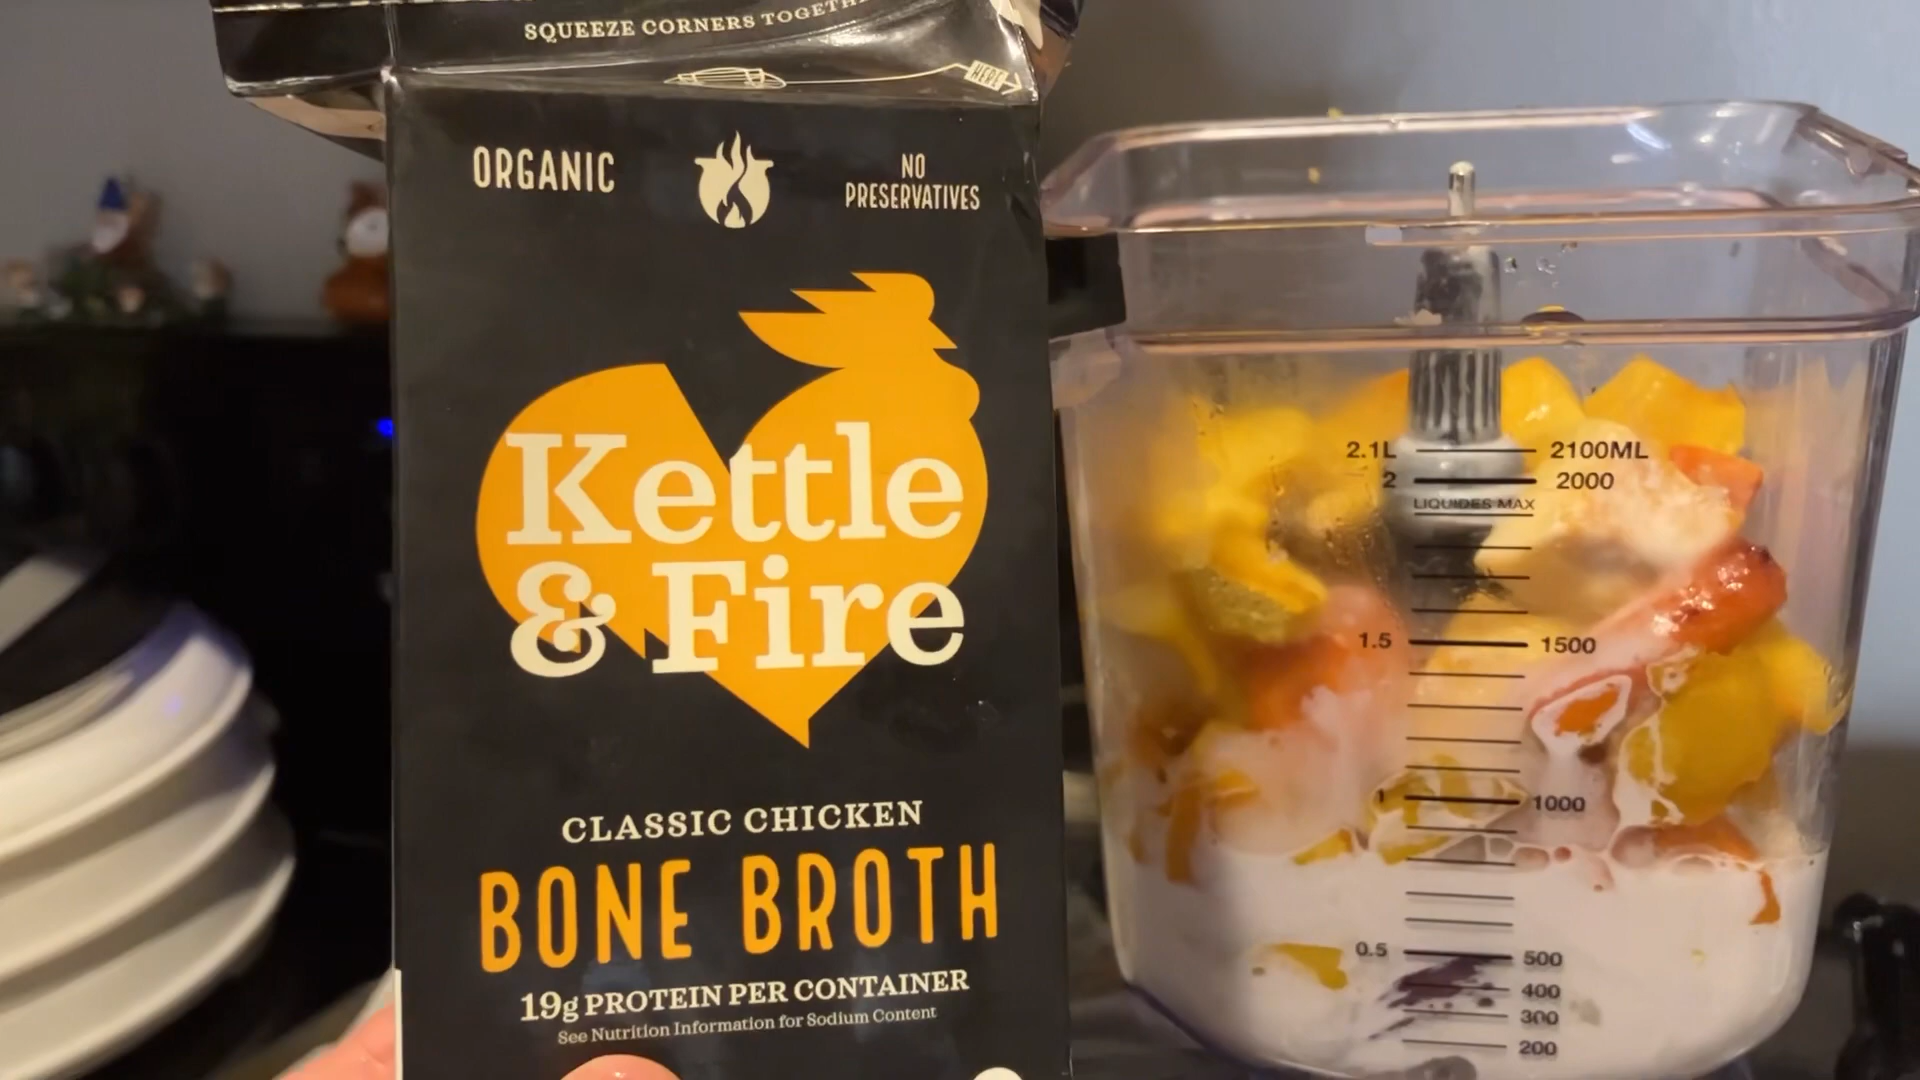 SQUEEZE CORNERS TOGETH
HERE
ORGANIC
NO
PRESERVATIVES
Kettle
& Fire
CLASSIC CHICKEN
BONE BROTH
19g PROTEIN PER CONTAINER
See Nutrition Information for Sodium Content
2.1L 2100ML
2 2000
LIQUIDES MAX
1.5 1500
1 1000
0.5 500
400
300
200